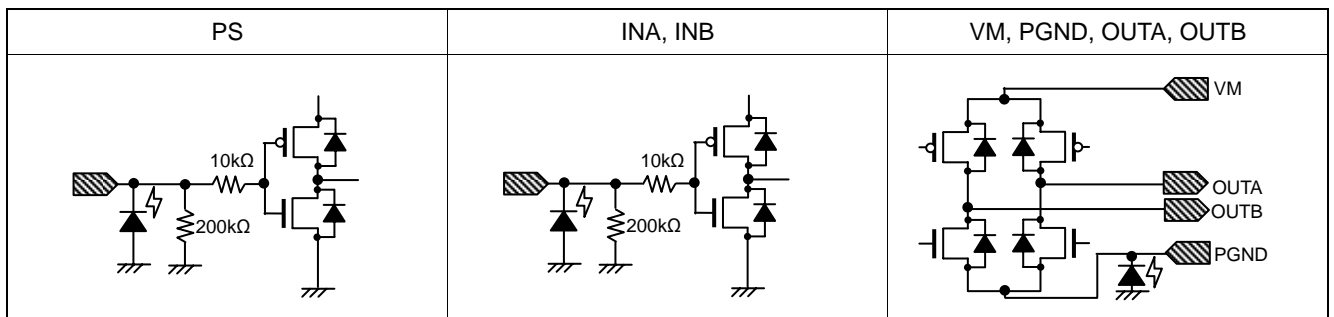 PS
INA, INB
VM, PGND, OUTA, OUTB
10kΩ
200kΩ
10kΩ
200kΩ
VM
OUTA
OUTB
PGND